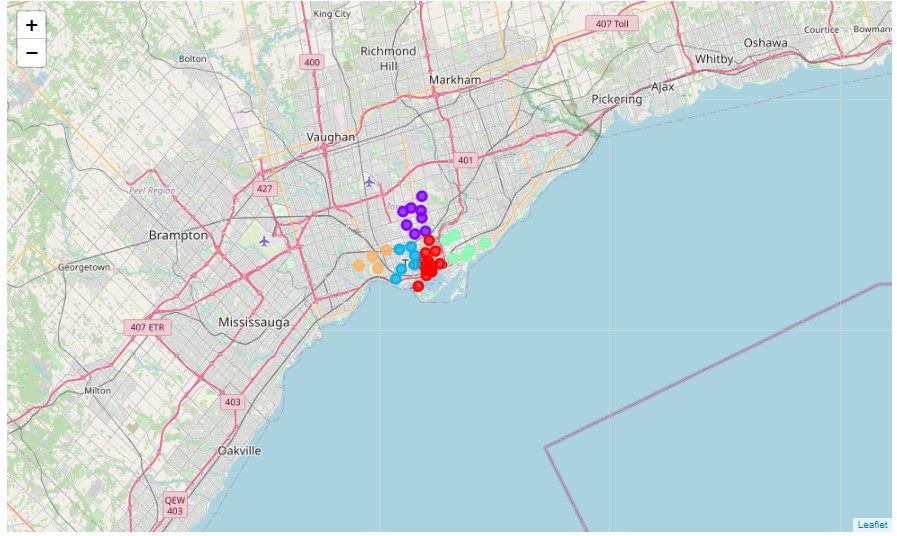 +
−
King City
407 Toll
Courtice
Oshawa
Richmond
Hill
Bolton
400
Whitby
Markham
Ajax
Pickering
Vaughan
401
427
Peel Region
Brampton
Georgetown
Mississauga
407 ETR
Milton
403
Oakville
QEW
403
Leaflet